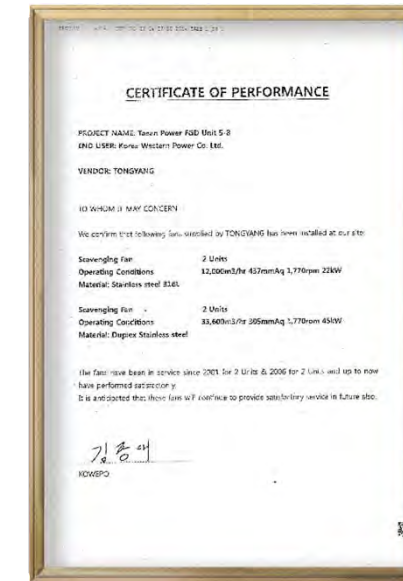 CERTIFICATE OF PERFORMANCE
PROJECT NAME: Taean Power FGD Unit 5-8
END USER: Korea Western Power Co. Ltd.
VENDOR: TONGYANG
TO WHOM IT MAY CONCERN
We confirm that following fans supplied by TONGYANG has been installed at our site.
Scavenging Fan 2 Units
Operating Conditions 12,000m3/hr 437mmAq 1,770rpm 22kW
Material: Stainless steel 316L
Scavenging Fan 2 Units
Operating Conditions 33,600m3/hr 305mmAq 1,770rpm 45kW
Material: Duplex Stainless steel
The fans have been in service since 2001 for 2 Units & 2006 for 2 Units and up to now
have performed satisfactory.
It is anticipated that these fans will continue to provide satisfactory service in future also.
김종애
KOWEPO